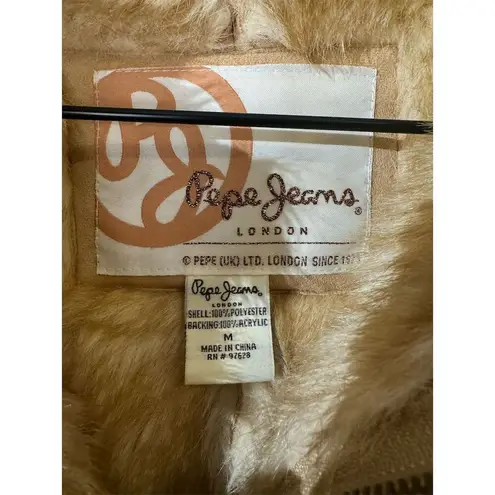 Pepe Jeans®
LONDON
© PEPE (UK) LTD. LONDON SINCE
Pepe Jeans®
LONDON
SHELL:100%POLYESTER
BACKING:100%ACRYLIC
M
MADE IN CHINA
RN # 97628